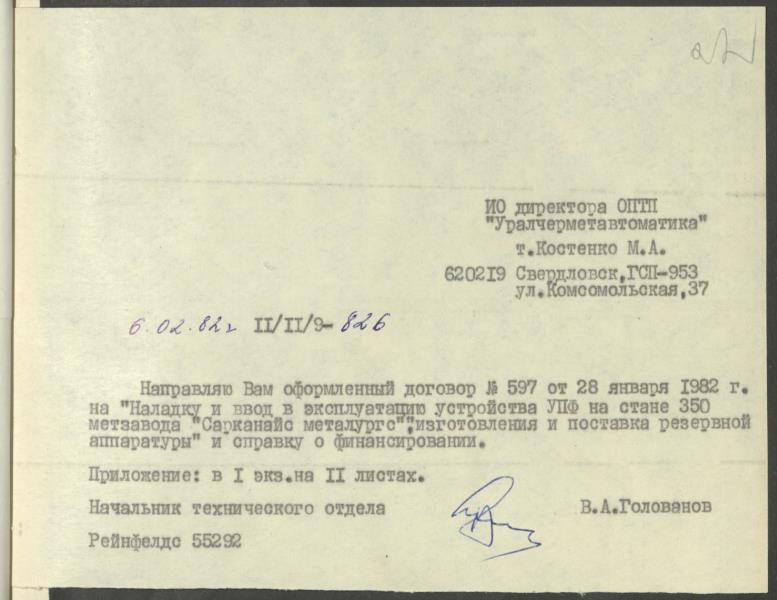 ИО директора ОПТП
"Уралчерметавтоматика"
т.Костенко М.А.
620219 Свердловск,ГСП-953
ул.Комсомольская,37
6.02.82г II/II/9-826
Направляю Вам оформленный договор № 597 от 28 января 1982 г.
на "Наладку и ввод в эксплуатацию устройства УПФ на стане 350
метзавода "Сарканайс металургс","изготовления и поставка резервной
аппаратуры" и справку о финансировании.
Приложение: в I экз.на II листах.
Начальник технического отдела В.А.Голованов
Рейнфелдс 55292